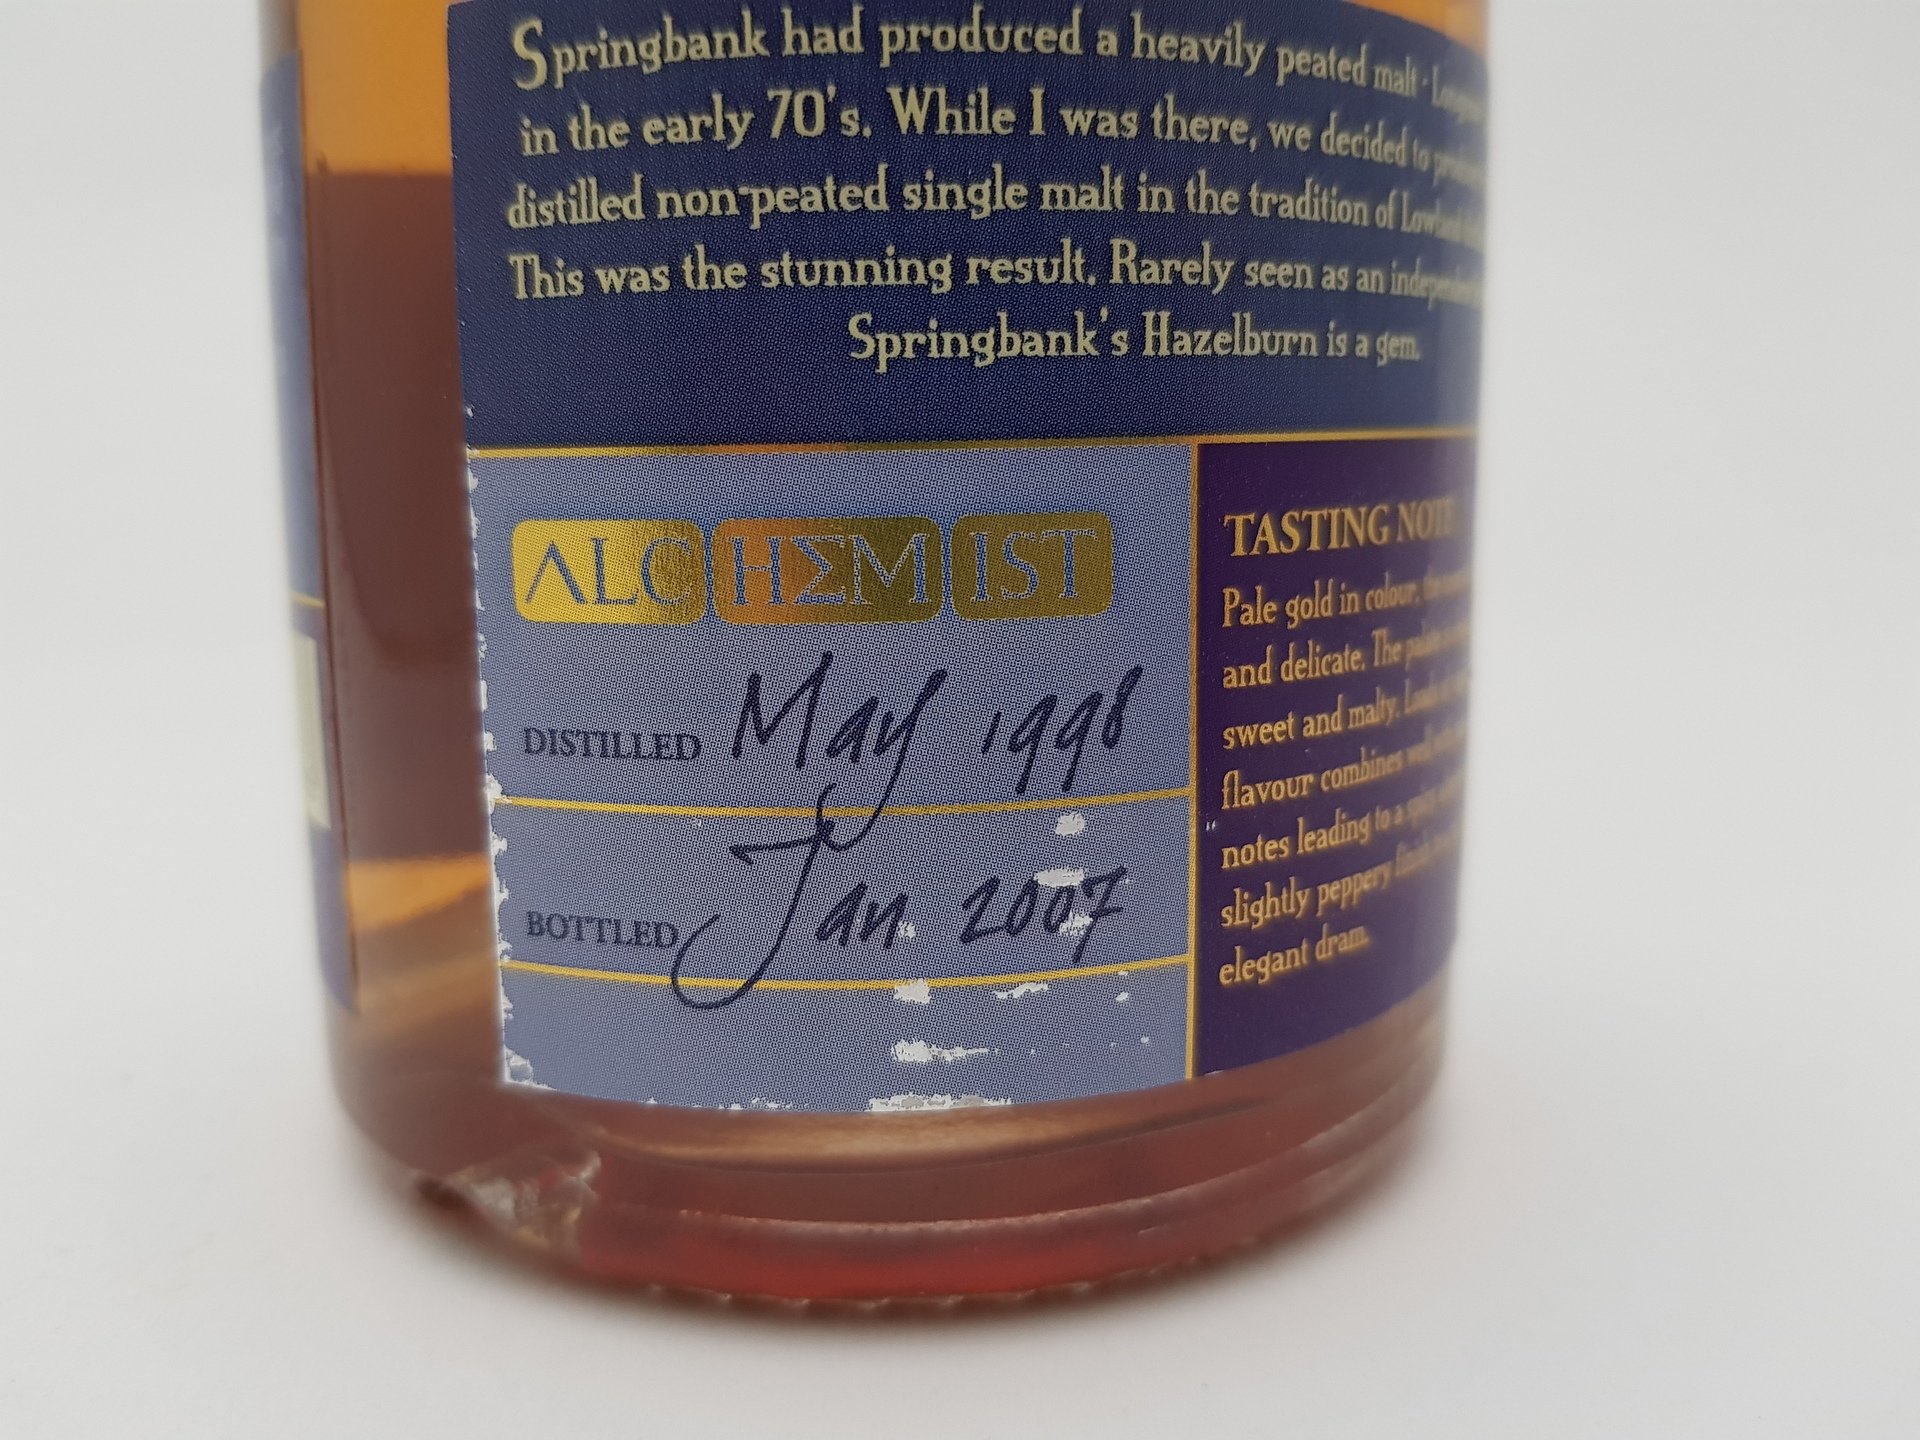 Springbank had produced a heavily peated malt -
in the early 70's. While I was there, we decided to
distilled non-peated single malt in the tradition of
This was the stunning result. Rarely seen as an
Springbank's Hazelburn is a gem.
ALCHΣMIST
DISTILLED May 1998
BOTTLED Jan 2007
TASTING NOTE
Pale gold in colour, the
and delicate. The
sweet and malty.
flavour combines
notes leading to a
slightly peppery
elegant dram.